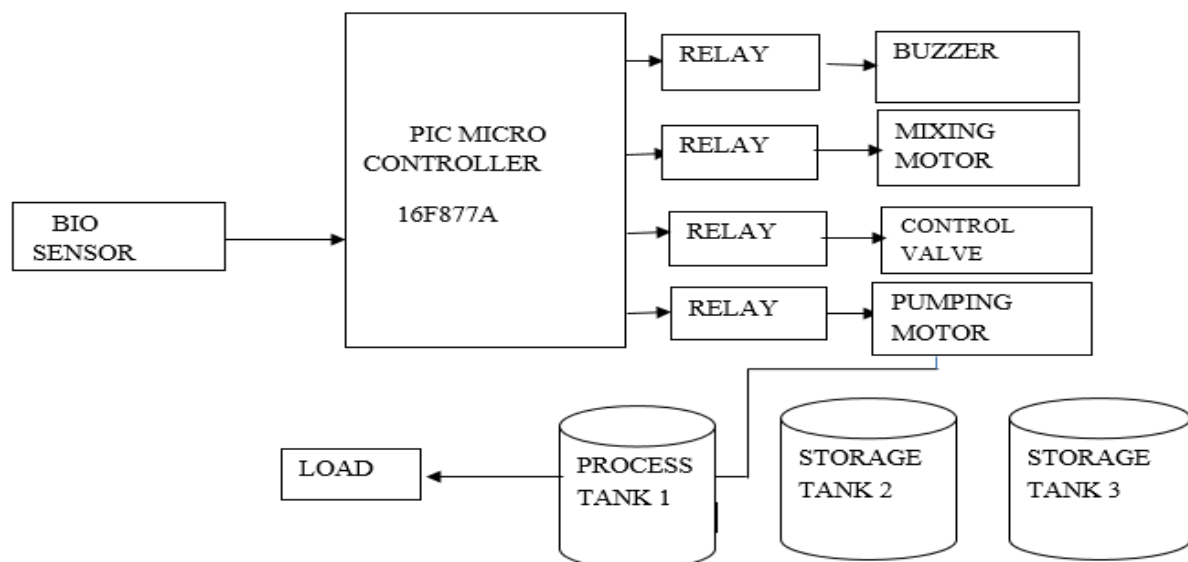 RELAY
BUZZER
PIC MICRO
CONTROLLER
16F877A
RELAY
MIXING
MOTOR
BIO
SENSOR
RELAY
CONTROL
VALVE
RELAY
PUMPING
MOTOR
LOAD
PROCESS
TANK 1
STORAGE
TANK 2
STORAGE
TANK 3